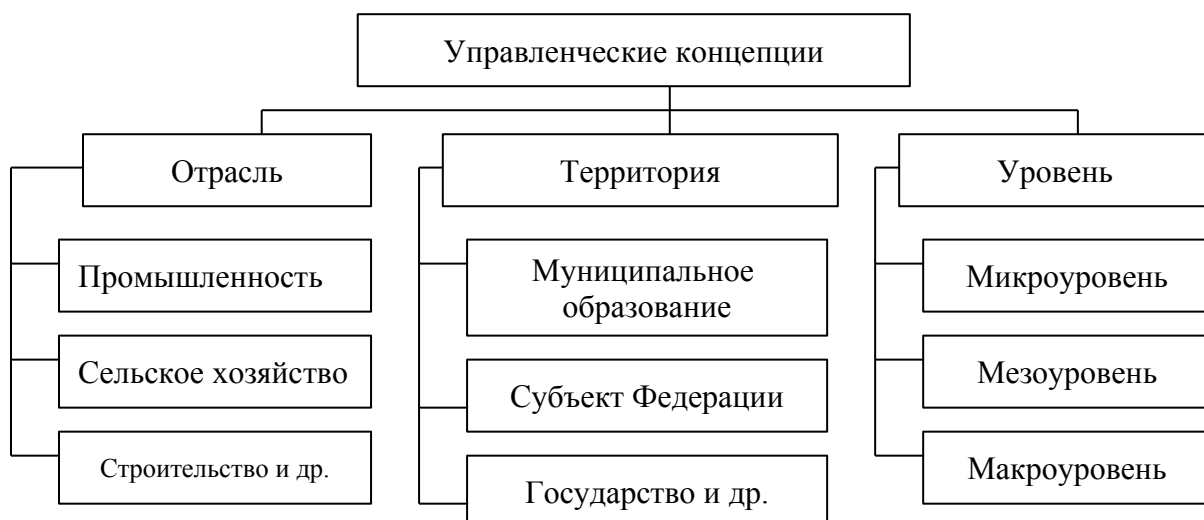 Управленческие концепции
Отрасль
Территория
Уровень
Промышленность
Муниципальное
образование
Микроуровень
Сельское хозяйство
Субъект Федерации
Мезоуровень
Строительство и др.
Государство и др.
Макроуровень